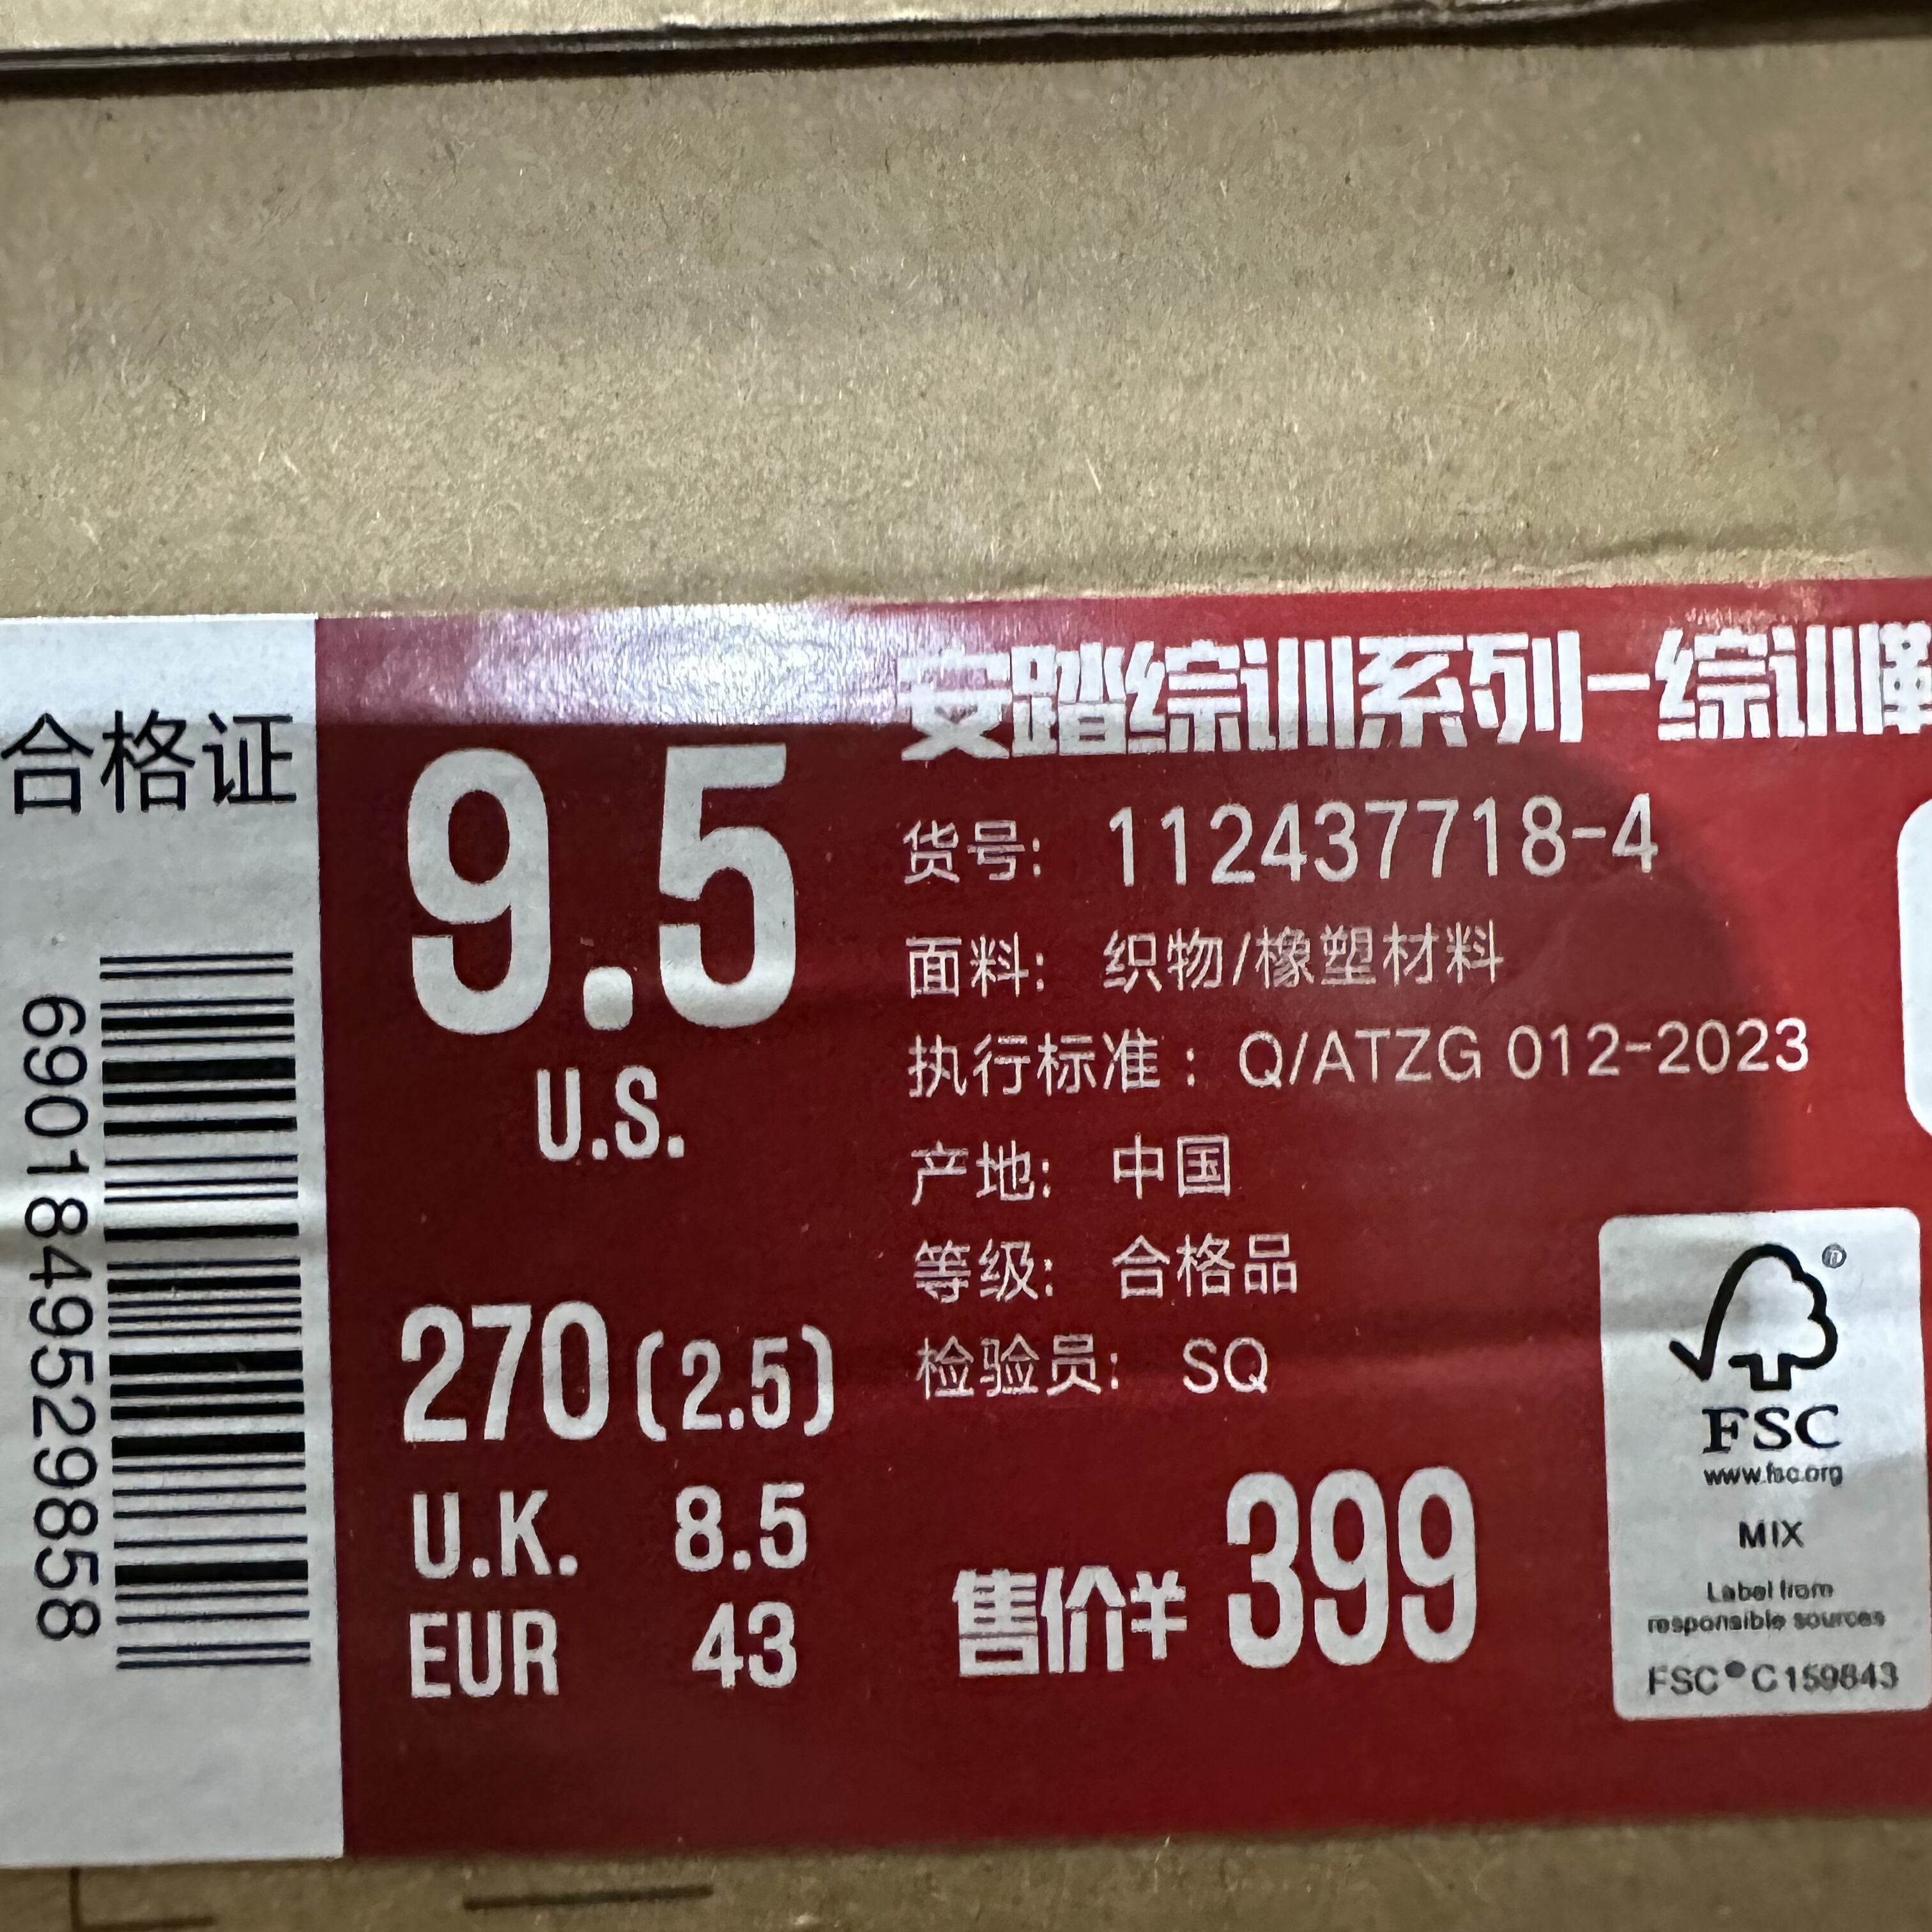 合格证
6901849529858
9.5
U.S.
270(2.5)
U.K. 8.5
EUR 43
安踏综训系列-综训鞋
货号: 112437718-4
面料: 织物/橡塑材料
执行标准: Q/ATZG 012-2023
产地: 中国
等级: 合格品
检验员: SQ
售价¥ 399
®
FSC
www.fsc.org
MIX
Label from
responsible sources
FSC® C159843